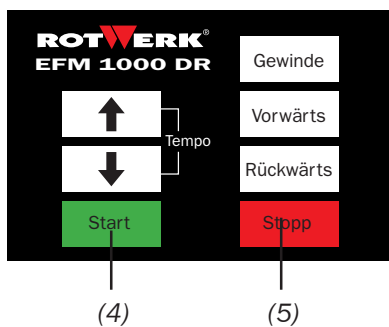 ROTWERK®
EFM 1000 DR
Gewinde
Vorwärts
Tempo
Rückwärts
Start
Stopp
(4)
(5)